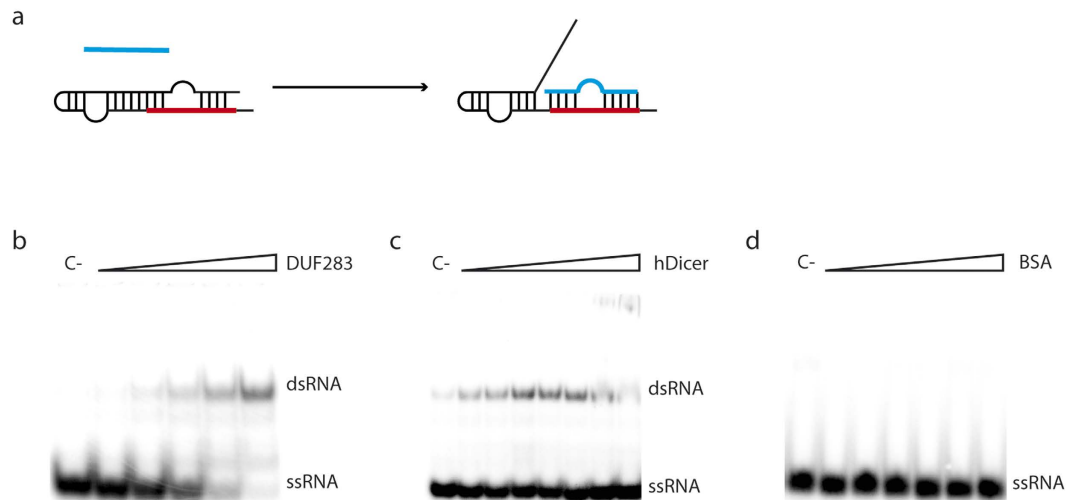 a
b
C-
DUF283
dsRNA
ssRNA
c
C-
hDicer
dsRNA
ssRNA
d
C-
BSA
ssRNA